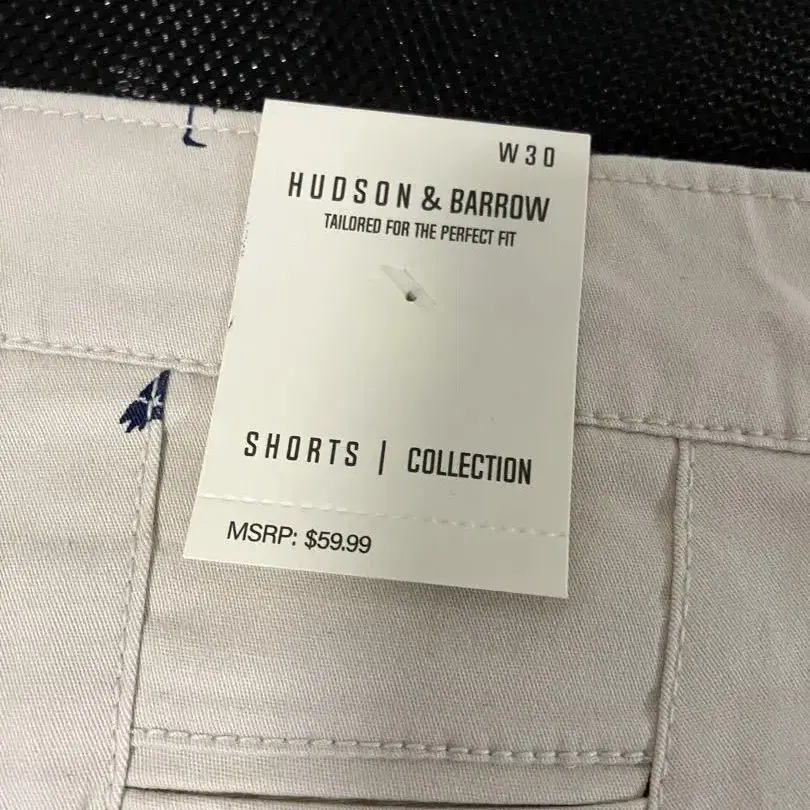 W30
HUDSON & BARROW
TAILORED FOR THE PERFECT FIT
SHORTS | COLLECTION
MSRP: $59.99